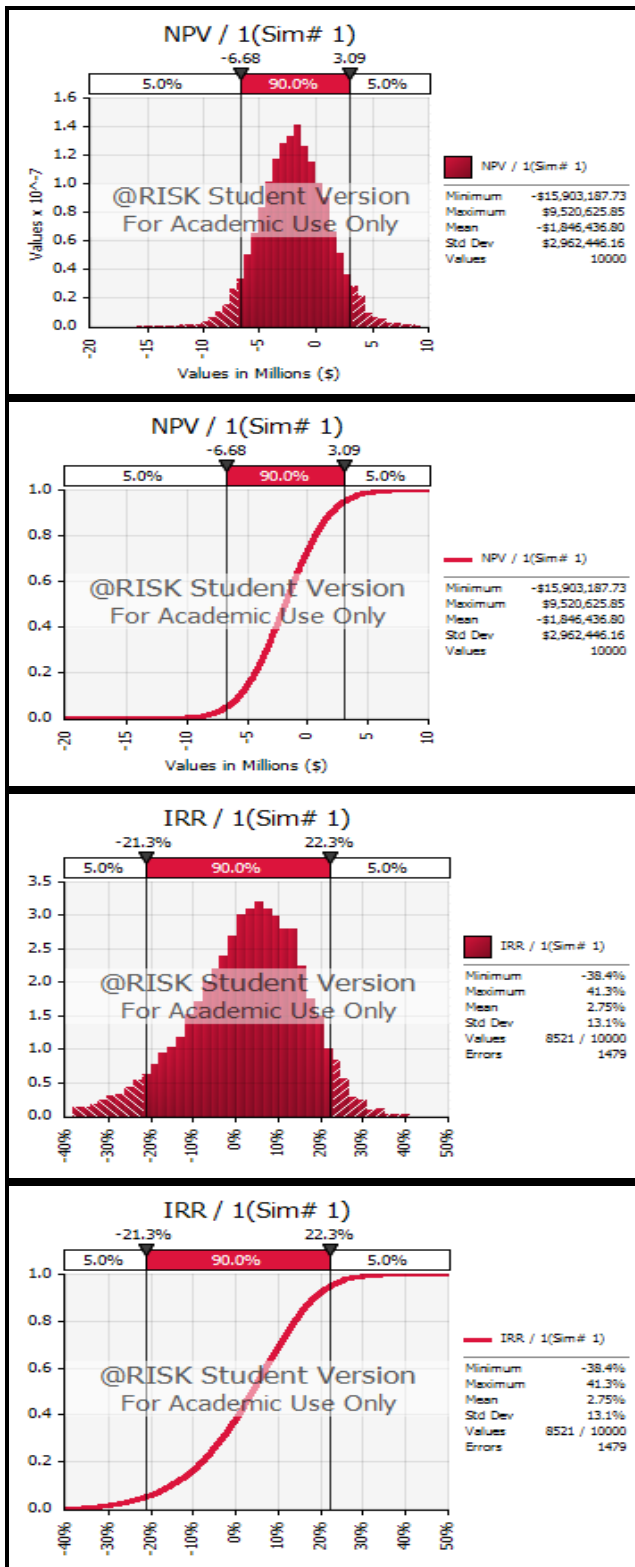 NPV / 1(Sim# 1)
-6.68 3.09
5.0% 90.0% 5.0%
1.6
1.4
1.2
1.0
0.8
0.6
0.4
0.2
0.0
Values x 10^-7
@RISK Student Version
For Academic Use Only
-20 -15 -10 -5 0 5 10
Values in Millions ($)
NPV / 1(Sim# 1)
Minimum -$15,903,187.73
Maximum $9,520,625.85
Mean -$1,846,436.80
Std Dev $2,962,446.16
Values 10000
NPV / 1(Sim# 1)
-6.68 3.09
5.0% 90.0% 5.0%
1.0
0.8
0.6
0.4
0.2
0.0
@RISK Student Version
For Academic Use Only
-20 -15 -10 -5 0 5 10
Values in Millions ($)
NPV / 1(Sim# 1)
Minimum -$15,903,187.73
Maximum $9,520,625.85
Mean -$1,846,436.80
Std Dev $2,962,446.16
Values 10000
IRR / 1(Sim# 1)
-21.3% 22.3%
5.0% 90.0% 5.0%
3.5
3.0
2.5
2.0
1.5
1.0
0.5
0.0
@RISK Student Version
For Academic Use Only
-40% -30% -20% -10% 0% 10% 20% 30% 40% 50%
IRR / 1(Sim# 1)
Minimum -38.4%
Maximum 41.3%
Mean 2.75%
Std Dev 13.1%
Values 8521 / 10000
Errors 1479
IRR / 1(Sim# 1)
-21.3% 22.3%
5.0% 90.0% 5.0%
1.0
0.8
0.6
0.4
0.2
0.0
@RISK Student Version
For Academic Use Only
-40% -30% -20% -10% 0% 10% 20% 30% 40% 50%
IRR / 1(Sim# 1)
Minimum -38.4%
Maximum 41.3%
Mean 2.75%
Std Dev 13.1%
Values 8521 / 10000
Errors 1479